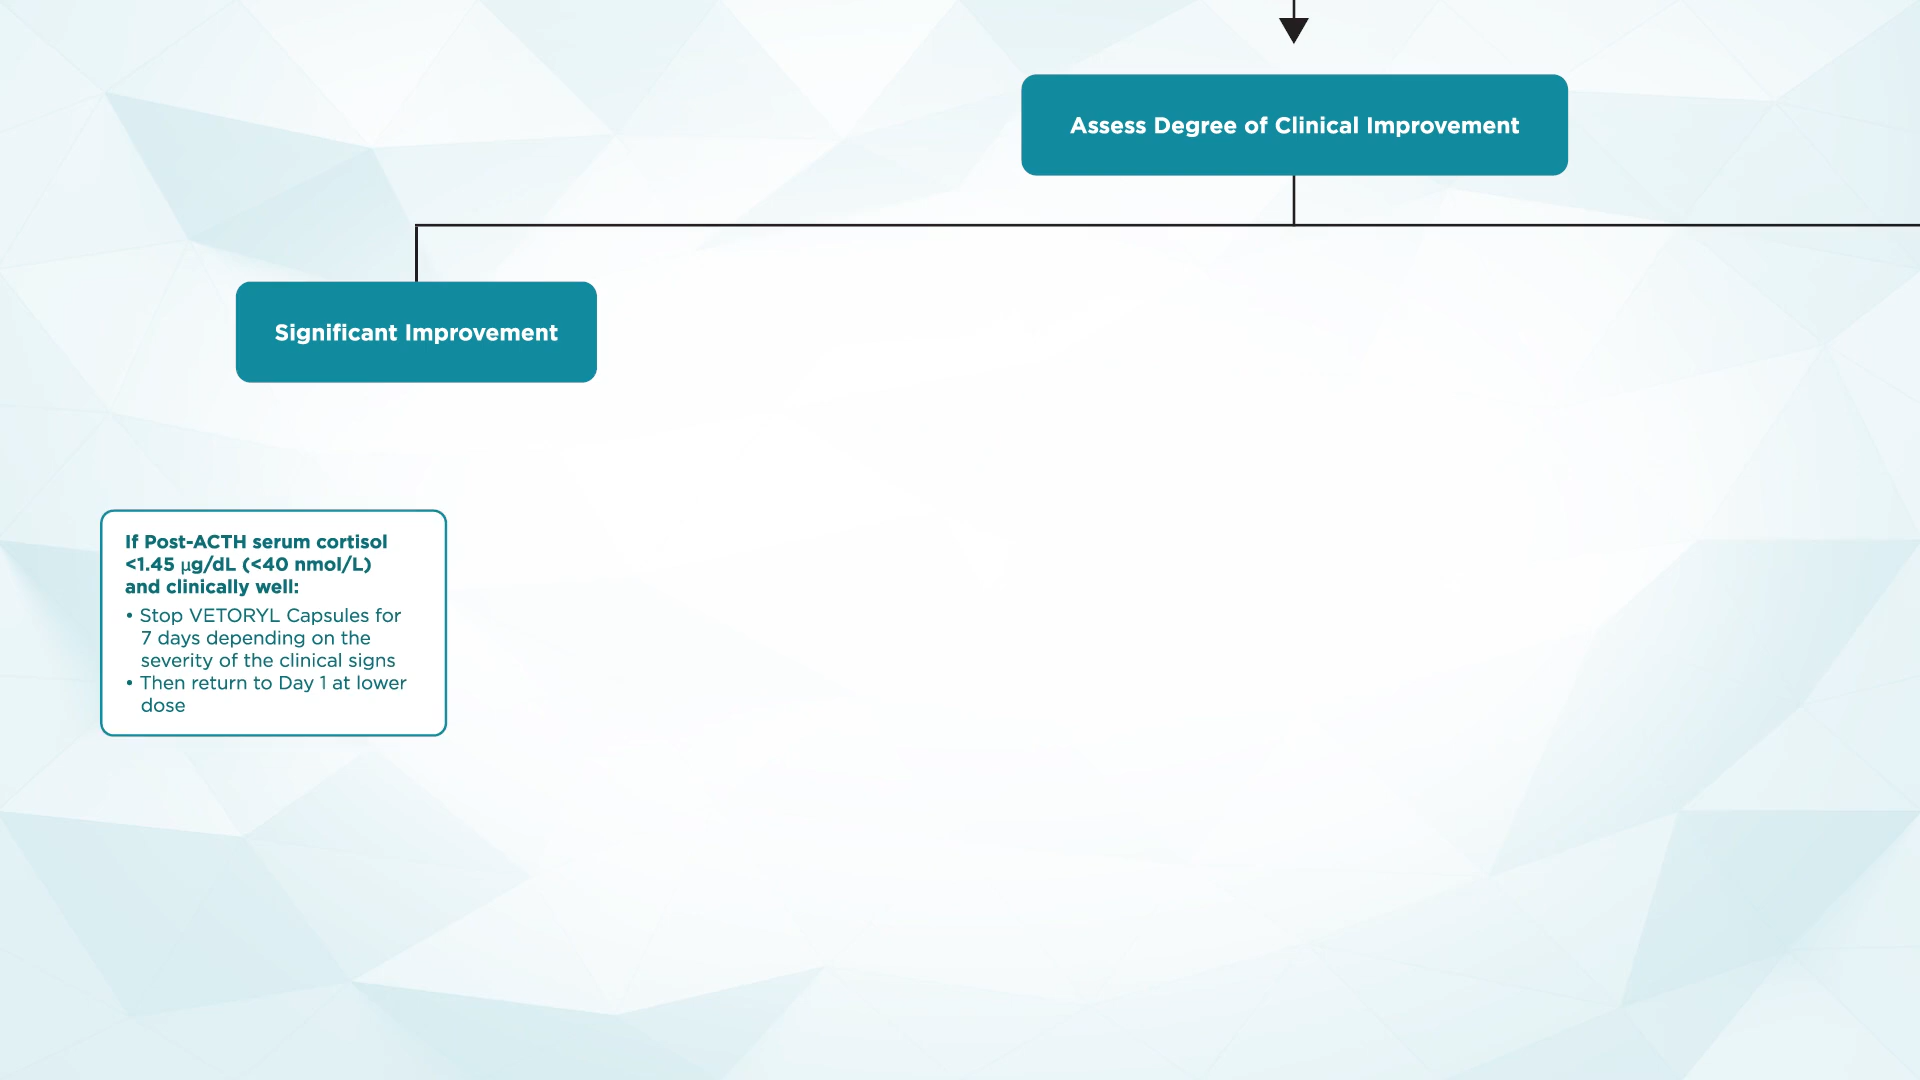 Assess Degree of Clinical Improvement
Significant Improvement
If Post-ACTH serum cortisol
<1.45 µg/dL (<40 nmol/L)
and clinically well:
• Stop VETORYL Capsules for
7 days depending on the
severity of the clinical signs
• Then return to Day 1 at lower
dose